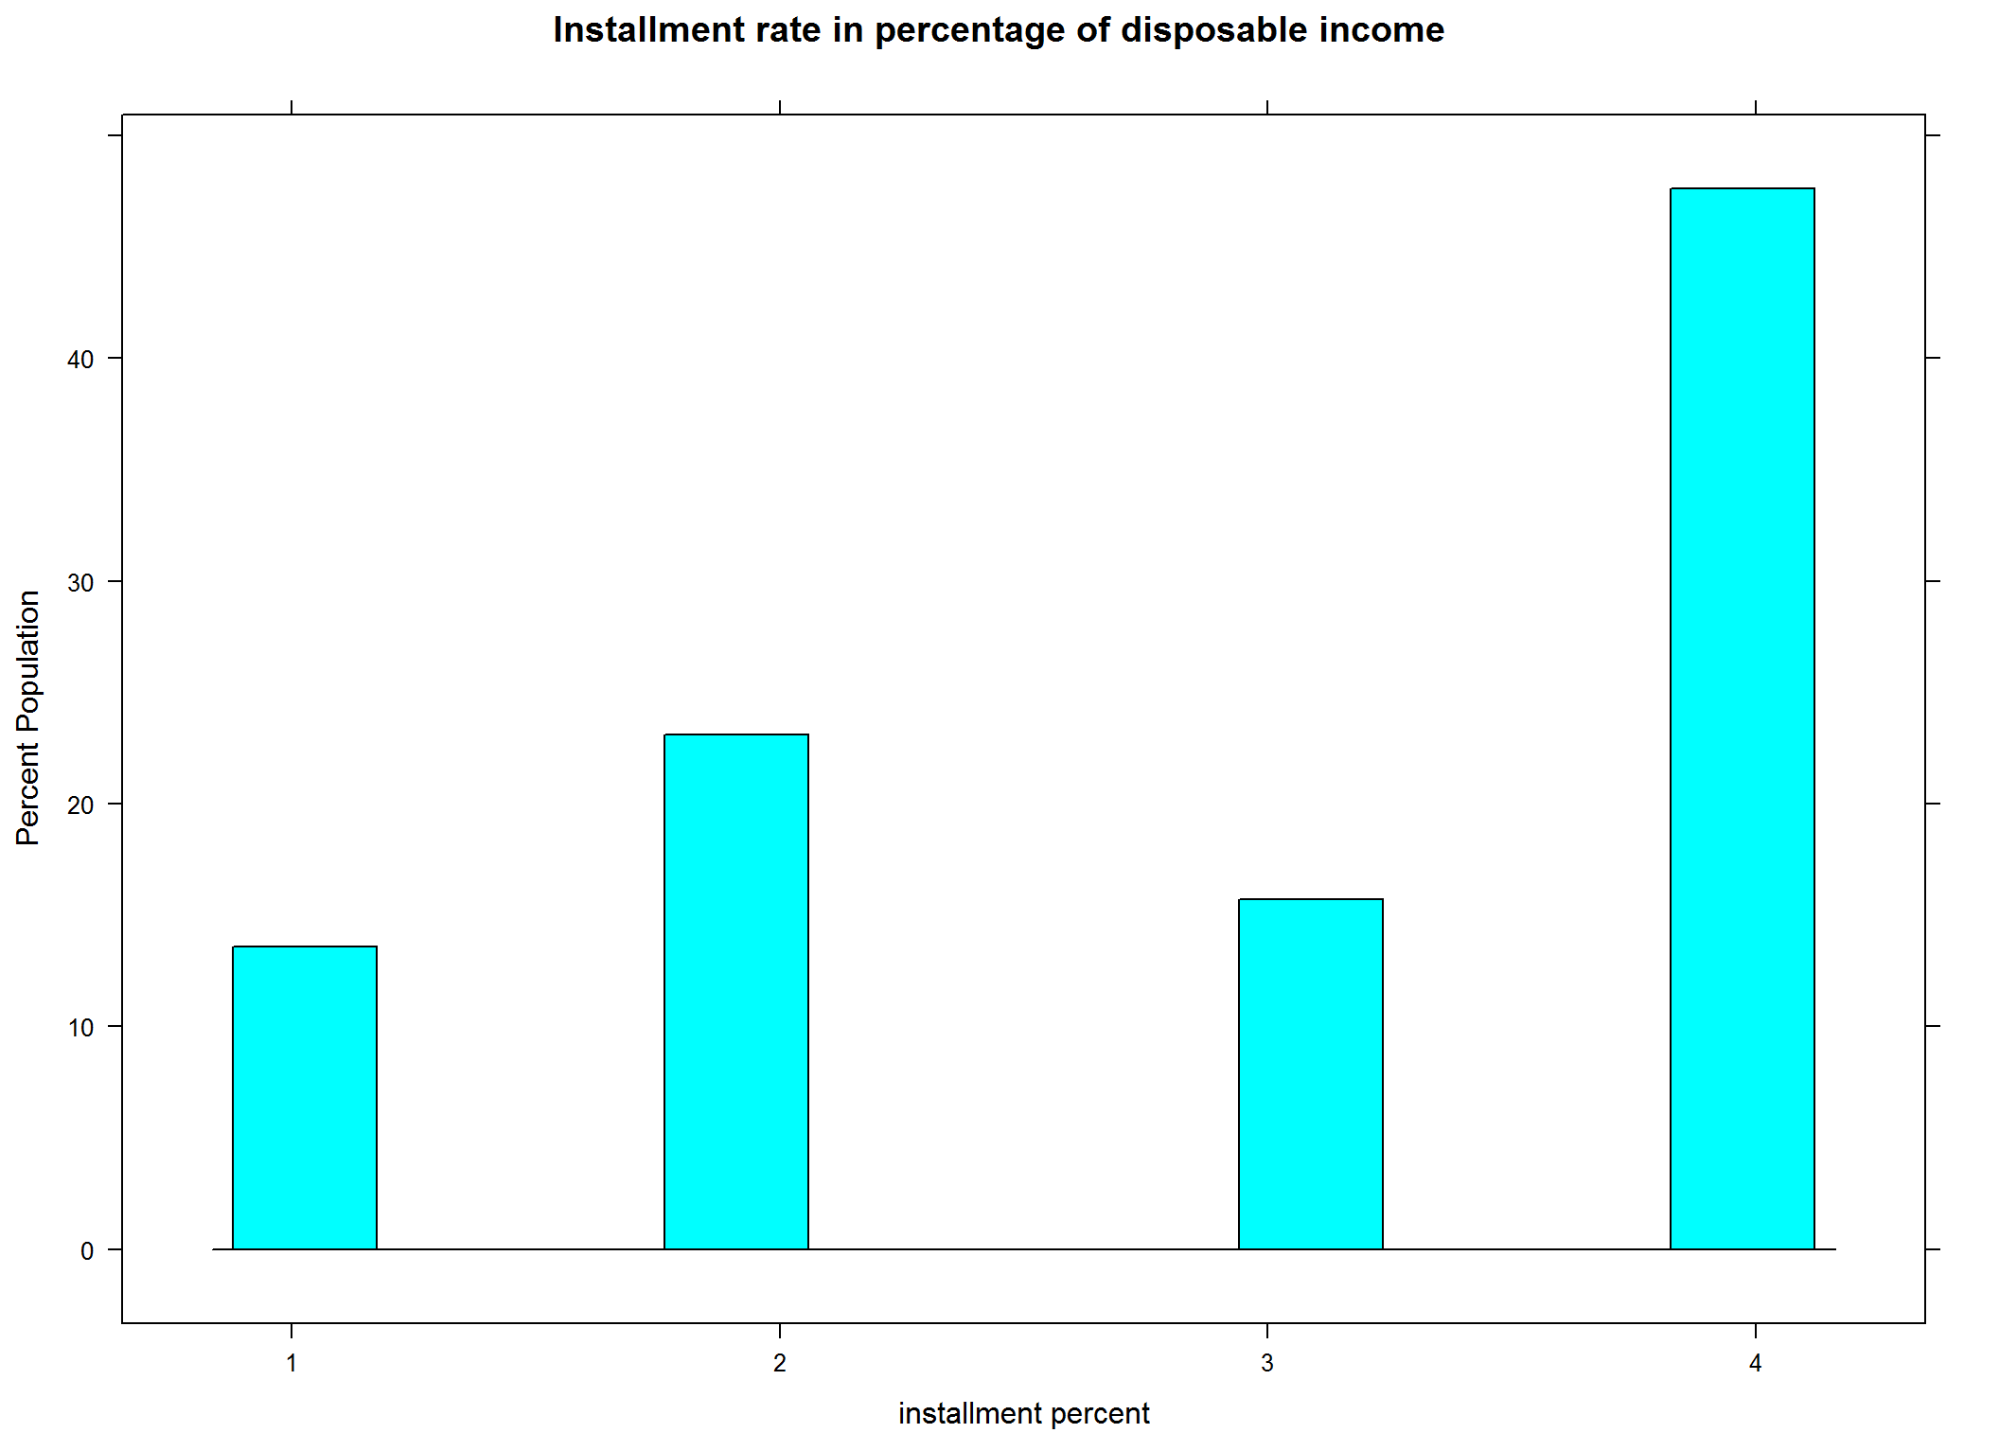 Installment rate in percentage of disposable income
40
30
20
10
0
Percent Population
1 2 3 4
installment percent